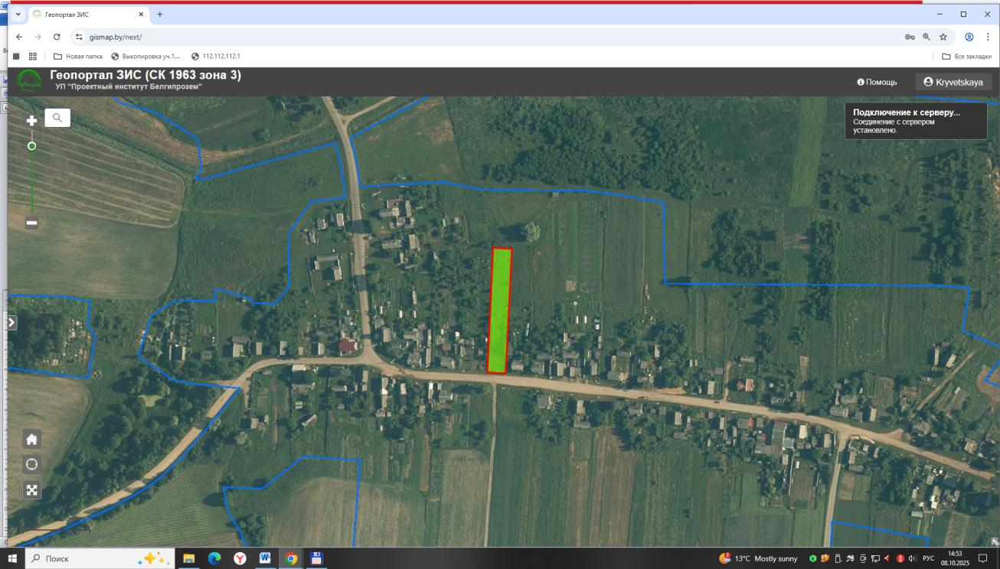 Геопортал ЗИС
gismap.by/next/
Новая папка
Выкопировка уч.1....
112.112.112.1
Все закладки
Геопортал ЗИС (СК 1963 зона 3)
УП "Проектный институт Белгипрозем"
Помощь
Kryvetskaya
Подключение к серверу...
Соединение с сервером
установлено.
Поиск
13°C Mostly sunny
РУС
14:53
08.10.2025